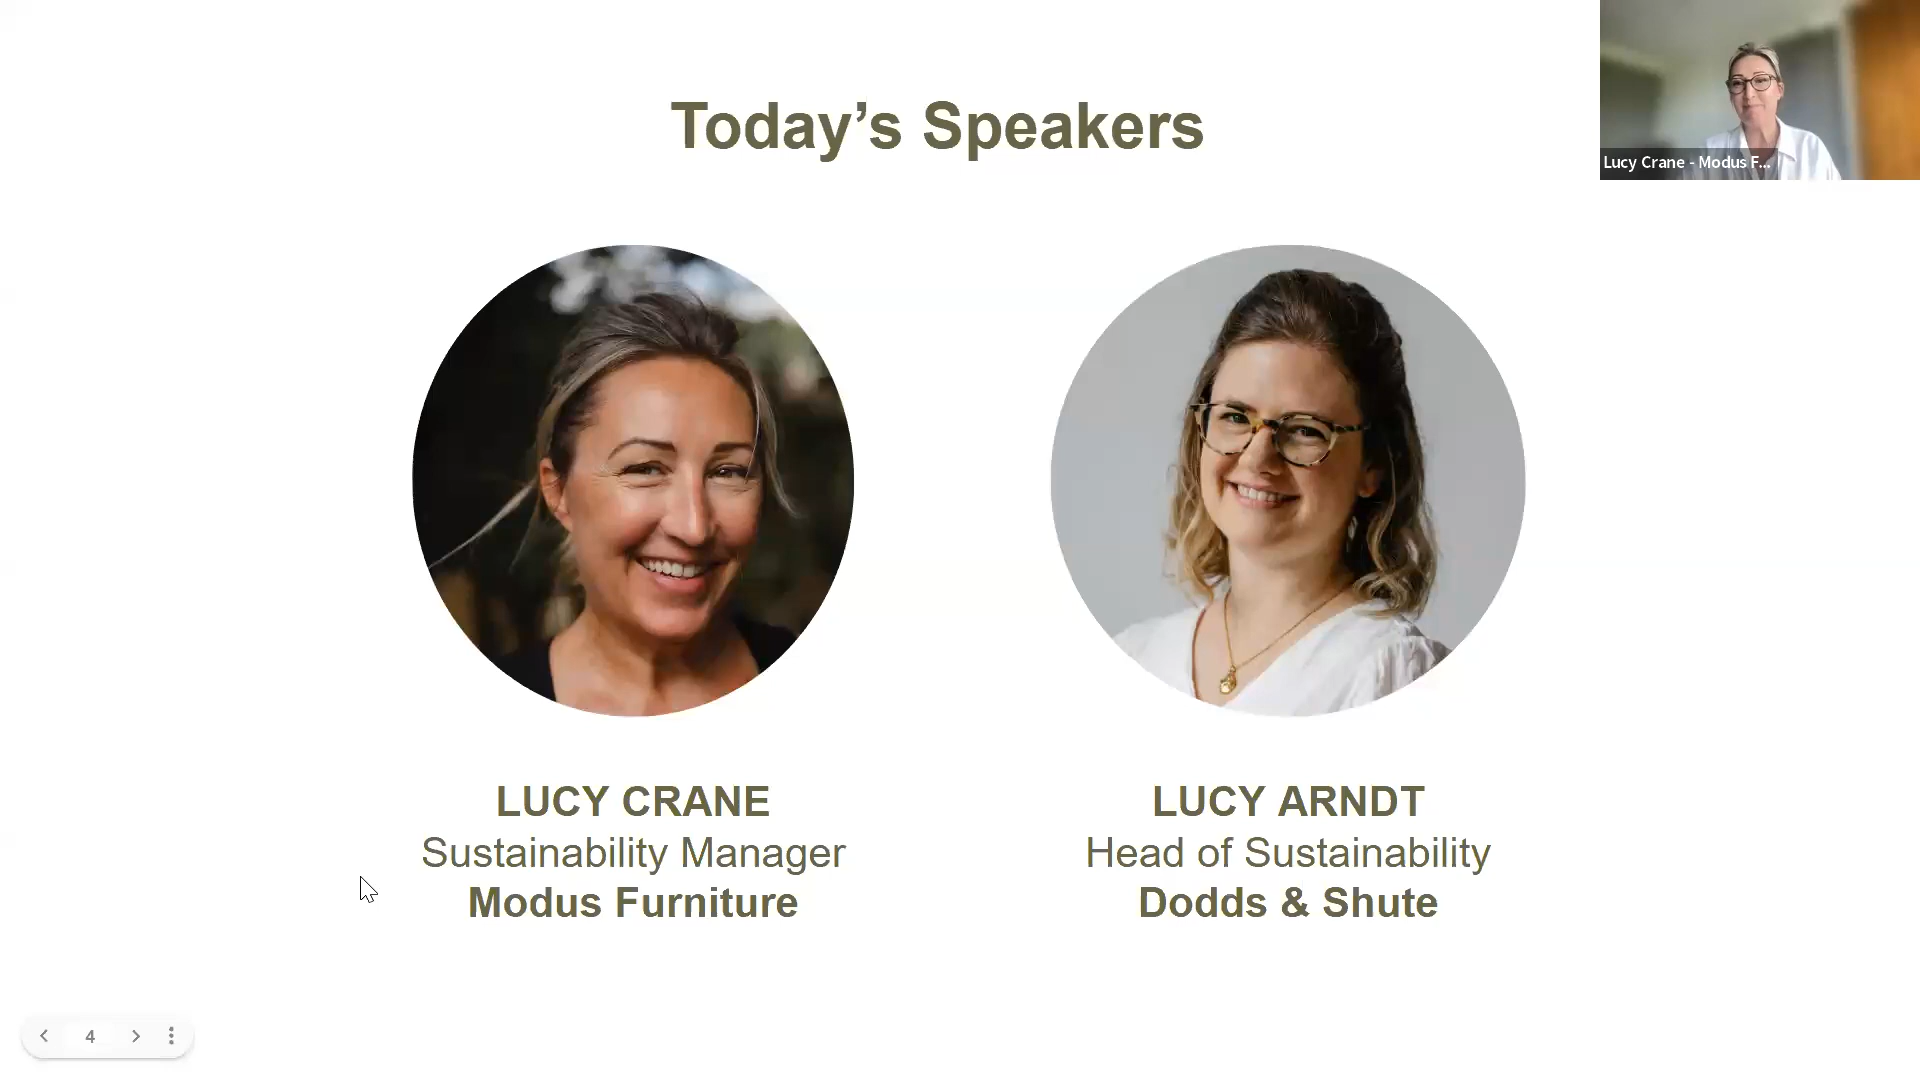 Today’s Speakers
Lucy Crane - Modus F...
LUCY CRANE
Sustainability Manager
Modus Furniture
LUCY ARNDT
Head of Sustainability
Dodds & Shute
4